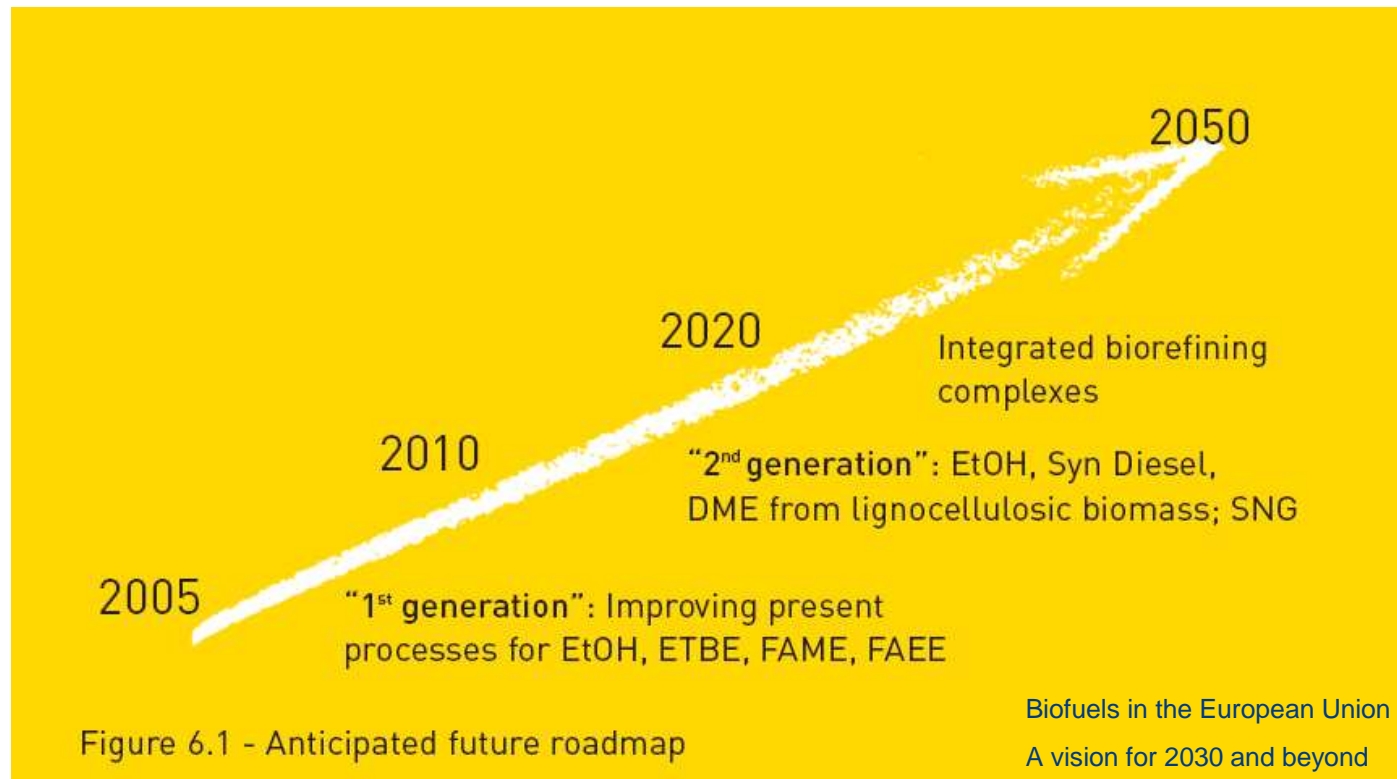 2050
2020
Integrated biorefining
complexes
2010
“2nd generation”: EtOH, Syn Diesel,
DME from lignocellulosic biomass; SNG
2005
“1st generation”: Improving present
processes for EtOH, ETBE, FAME, FAEE
Biofuels in the European Union
Figure 6.1 - Anticipated future roadmap
A vision for 2030 and beyond